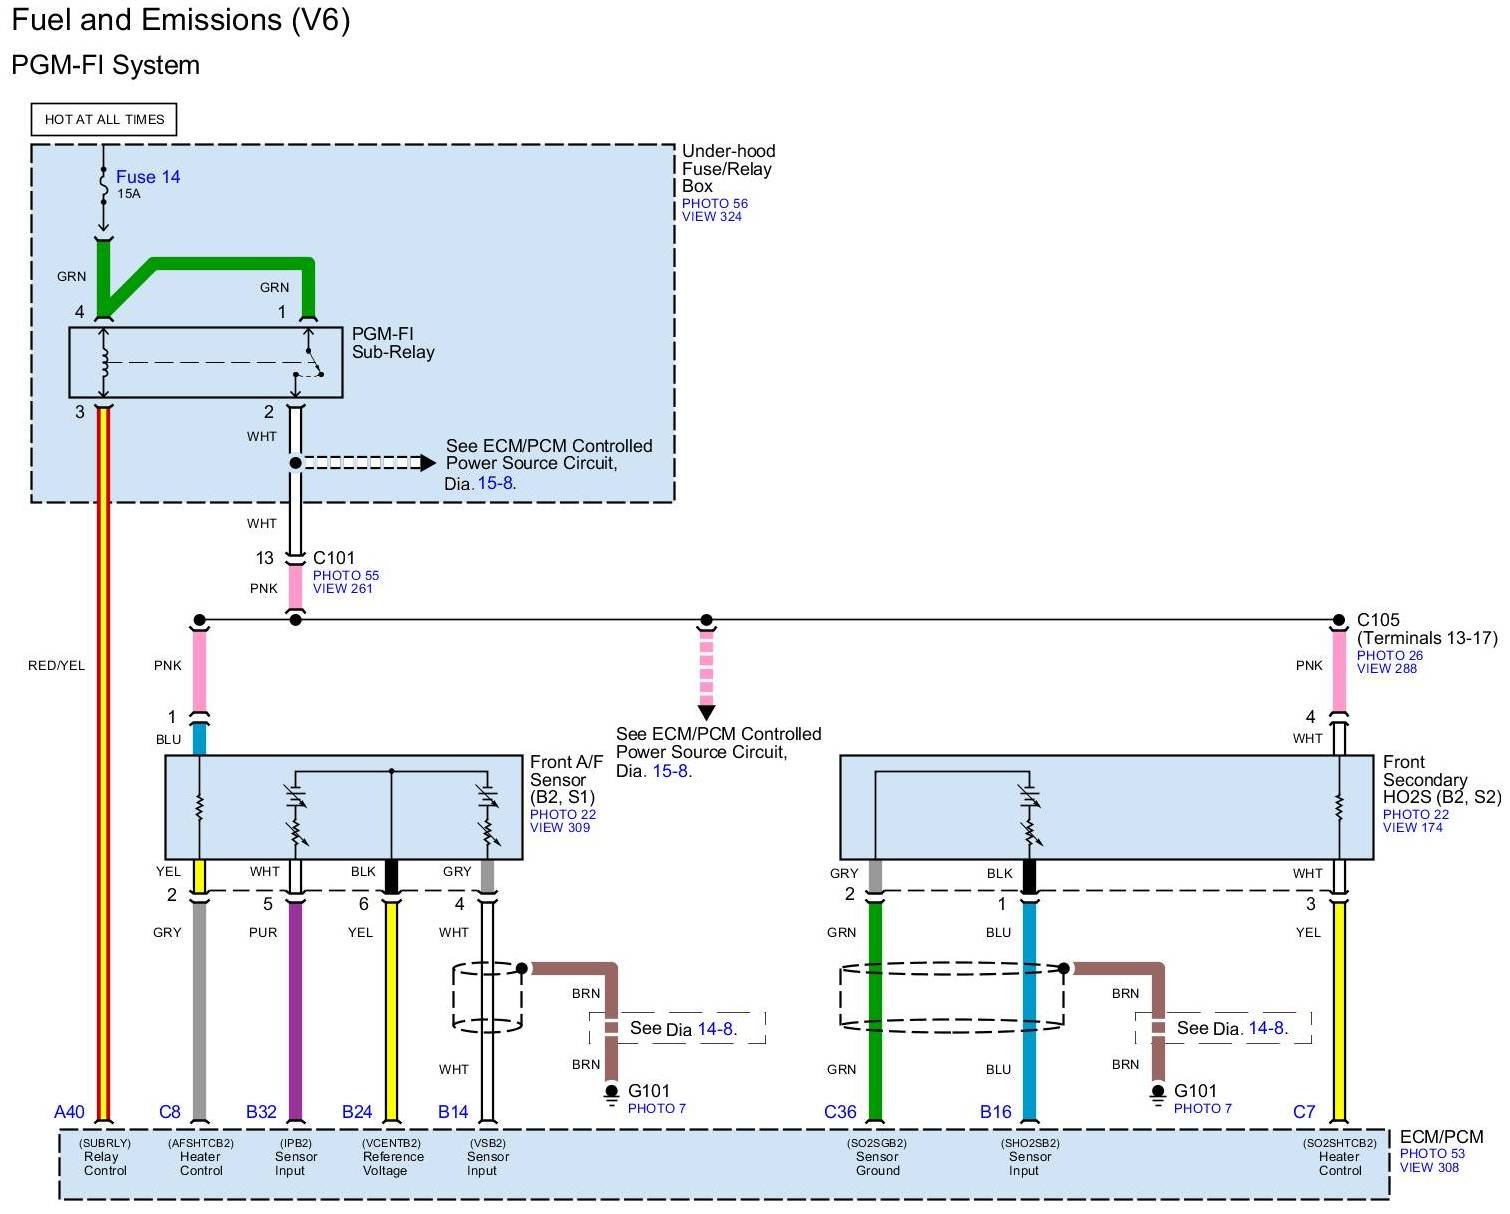 Fuel and Emissions (V6)
PGM-FI System
HOT AT ALL TIMES
Fuse 14
15A
Under-hood
Fuse/Relay
Box
PHOTO 56
VIEW 324
GRN
GRN
4
1
PGM-FI
Sub-Relay
3
2
WHT
See ECM/PCM Controlled
Power Source Circuit,
Dia. 15-8.
WHT
13
C101
PHOTO 55
VIEW 261
PNK
C105
(Terminals 13-17)
PHOTO 26
VIEW 288
RED/YEL
PNK
PNK
1
4
BLU
WHT
See ECM/PCM Controlled
Power Source Circuit,
Dia. 15-8.
Front A/F
Sensor
(B2, S1)
PHOTO 22
VIEW 309
Front
Secondary
HO2S (B2, S2)
PHOTO 22
VIEW 174
YEL
WHT
BLK
GRY
GRY
BLK
WHT
2
5
6
4
2
1
3
GRY
PUR
YEL
WHT
GRN
BLU
YEL
BRN
BRN
See Dia 14-8.
See Dia. 14-8.
WHT
BRN
GRN
BLU
BRN
G101
PHOTO 7
G101
PHOTO 7
A40
C8
B32
B24
B14
C36
B16
C7
(SUBRLY)
Relay
Control
(AFSHTCB2)
Heater
Control
(IPB2)
Sensor
Input
(VCENTB2)
Reference
Voltage
(VSB2)
Sensor
Input
(SO2SGB2)
Sensor
Ground
(SHO2SB2)
Sensor
Input
(SO2SHTCB2)
Heater
Control
ECM/PCM
PHOTO 53
VIEW 308